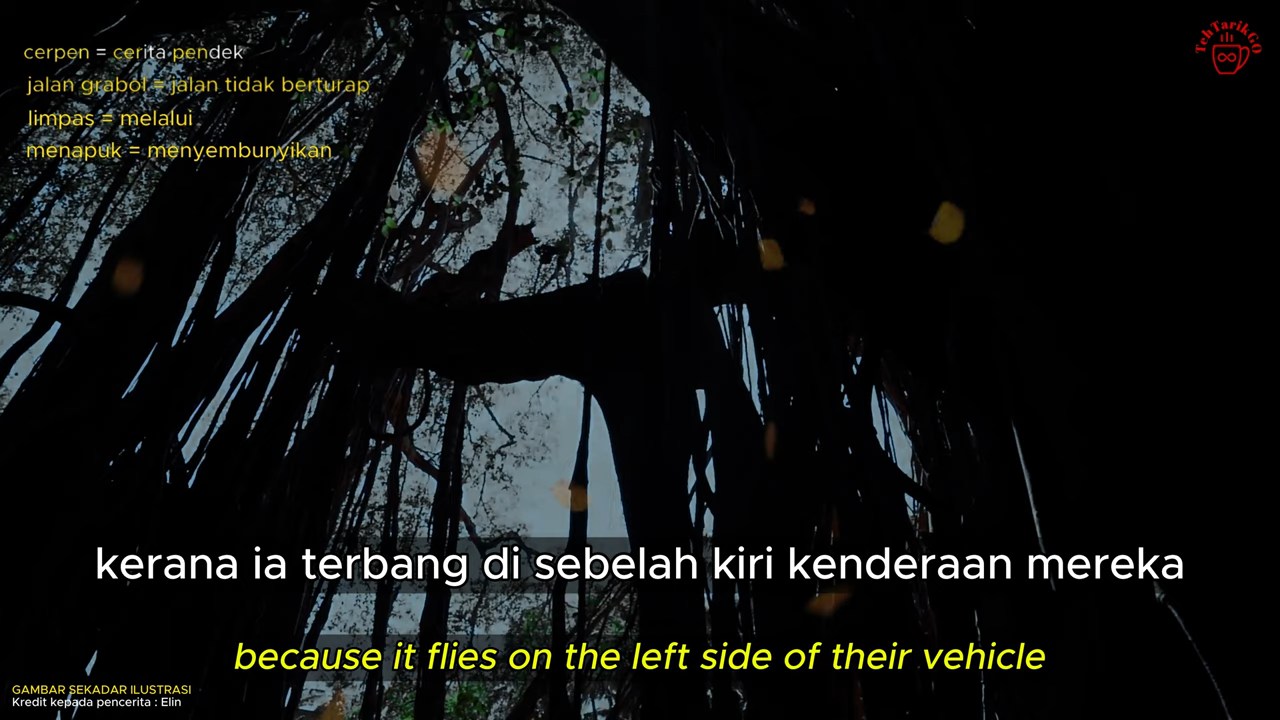 cerpen = cerita pendek
jalan grabol = jalan tidak berturap
limpas = melalui
menapuk = menyembunyikan
TehTarikGO
kerana ia terbang di sebelah kiri kenderaan mereka
because it flies on the left side of their vehicle
GAMBAR SEKADAR ILUSTRASI
Kredit kepada pencerita : Elin